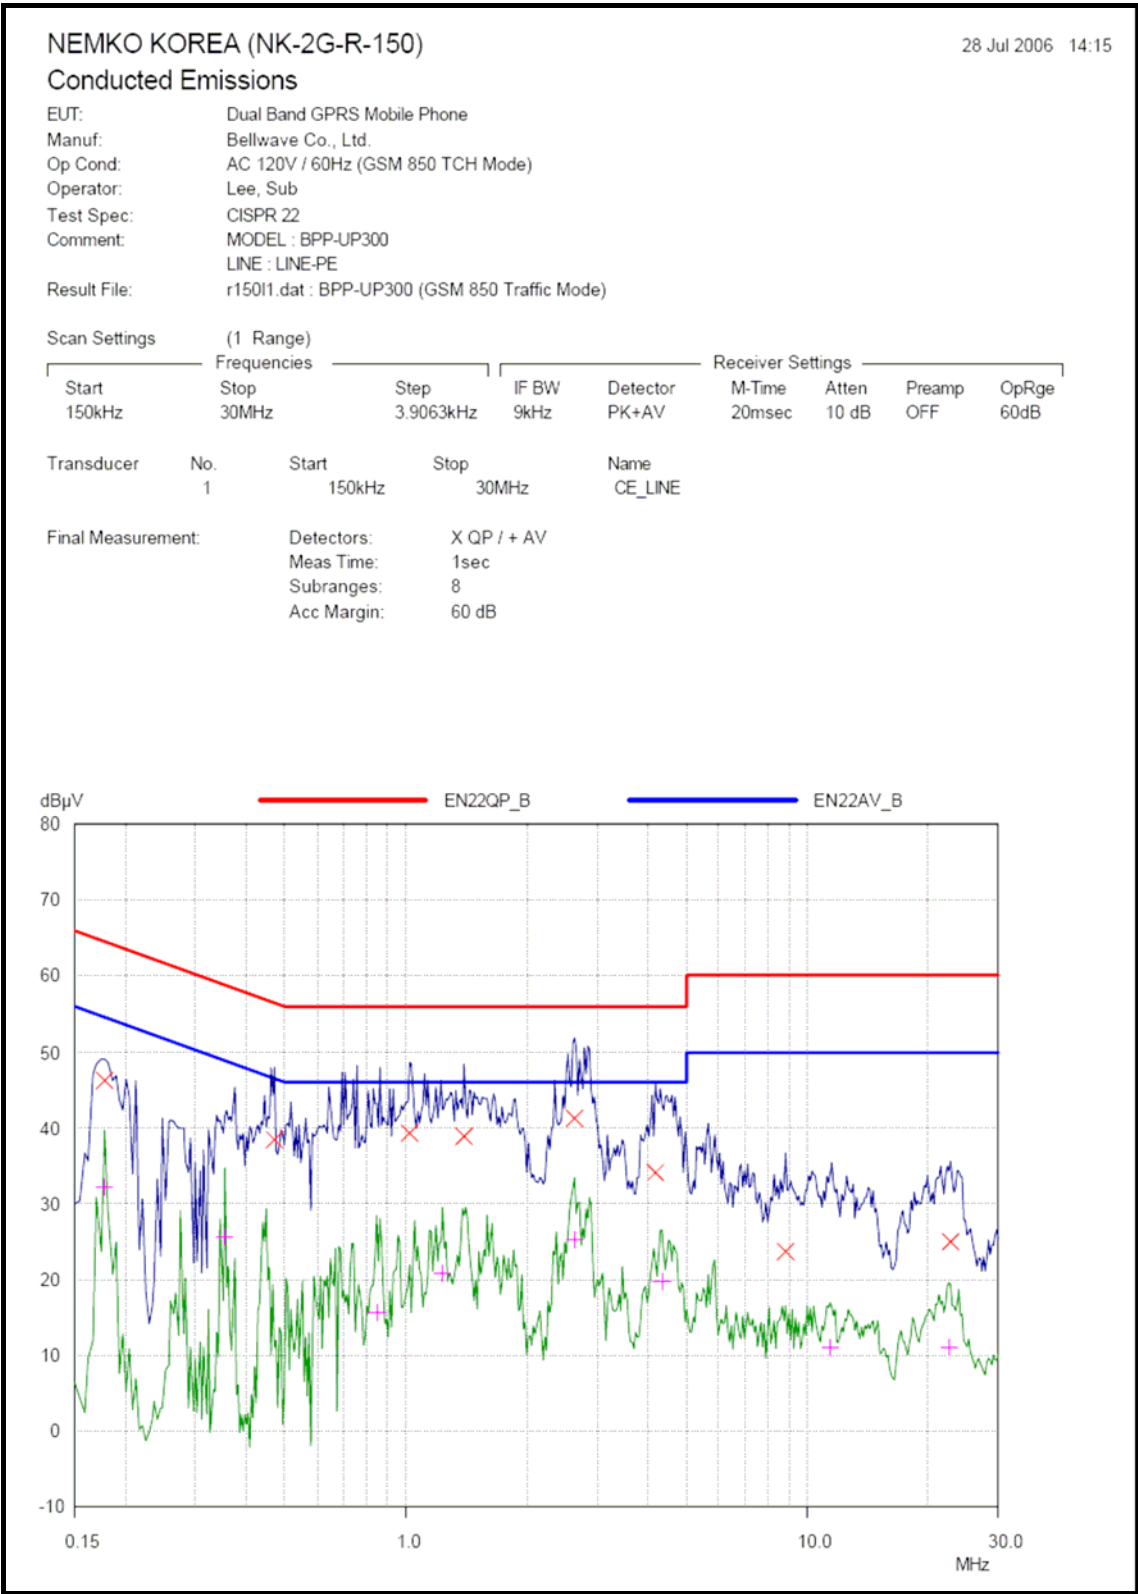 NEMKO KOREA (NK-2G-R-150) 28 Jul 2006 14:15
Conducted Emissions
EUT: Dual Band GPRS Mobile Phone
Manuf: Bellwave Co., Ltd.
Op Cond: AC 120V / 60Hz (GSM 850 TCH Mode)
Operator: Lee, Sub
Test Spec: CISPR 22
Comment: MODEL : BPP-UP300
LINE : LINE-PE
Result File: r150l1.dat : BPP-UP300 (GSM 850 Traffic Mode)
Scan Settings (1 Range)
Frequencies Receiver Settings
Start Stop Step IF BW Detector M-Time Atten Preamp OpRge
150kHz 30MHz 3.9063kHz 9kHz PK+AV 20msec 10 dB OFF 60dB
Transducer No. Start Stop Name
1 150kHz 30MHz CE_LINE
Final Measurement: Detectors: X QP / + AV
Meas Time: 1sec
Subranges: 8
Acc Margin: 60 dB
dBµV EN22QP_B EN22AV_B
80
70
60
50
40
30
20
10
0
-10
0.15 1.0 10.0 30.0
MHz